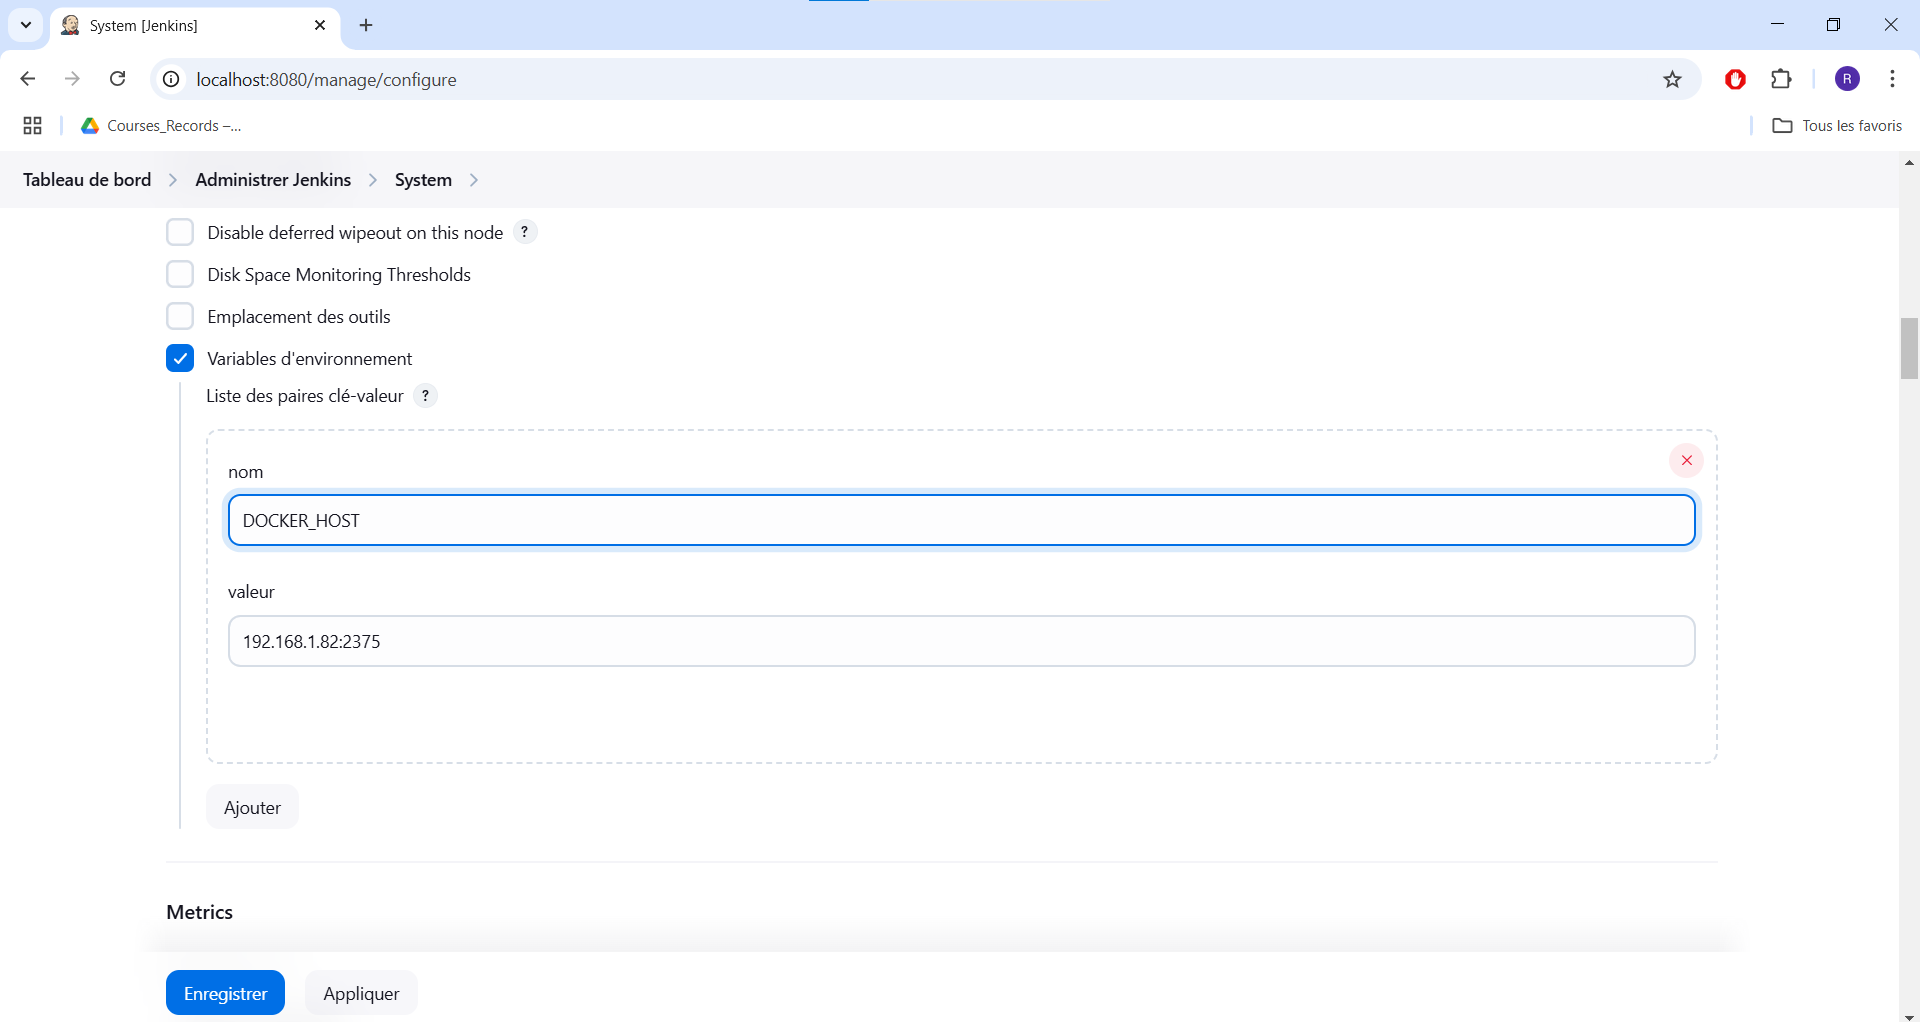 System [Jenkins]
localhost:8080/manage/configure
R
Courses_Records –...
Tous les favoris
Tableau de bord
Administrer Jenkins
System
Disable deferred wipeout on this node ?
Disk Space Monitoring Thresholds
Emplacement des outils
Variables d'environnement
Liste des paires clé-valeur ?
nom
DOCKER_HOST
valeur
192.168.1.82:2375
Ajouter
Metrics
Enregistrer
Appliquer